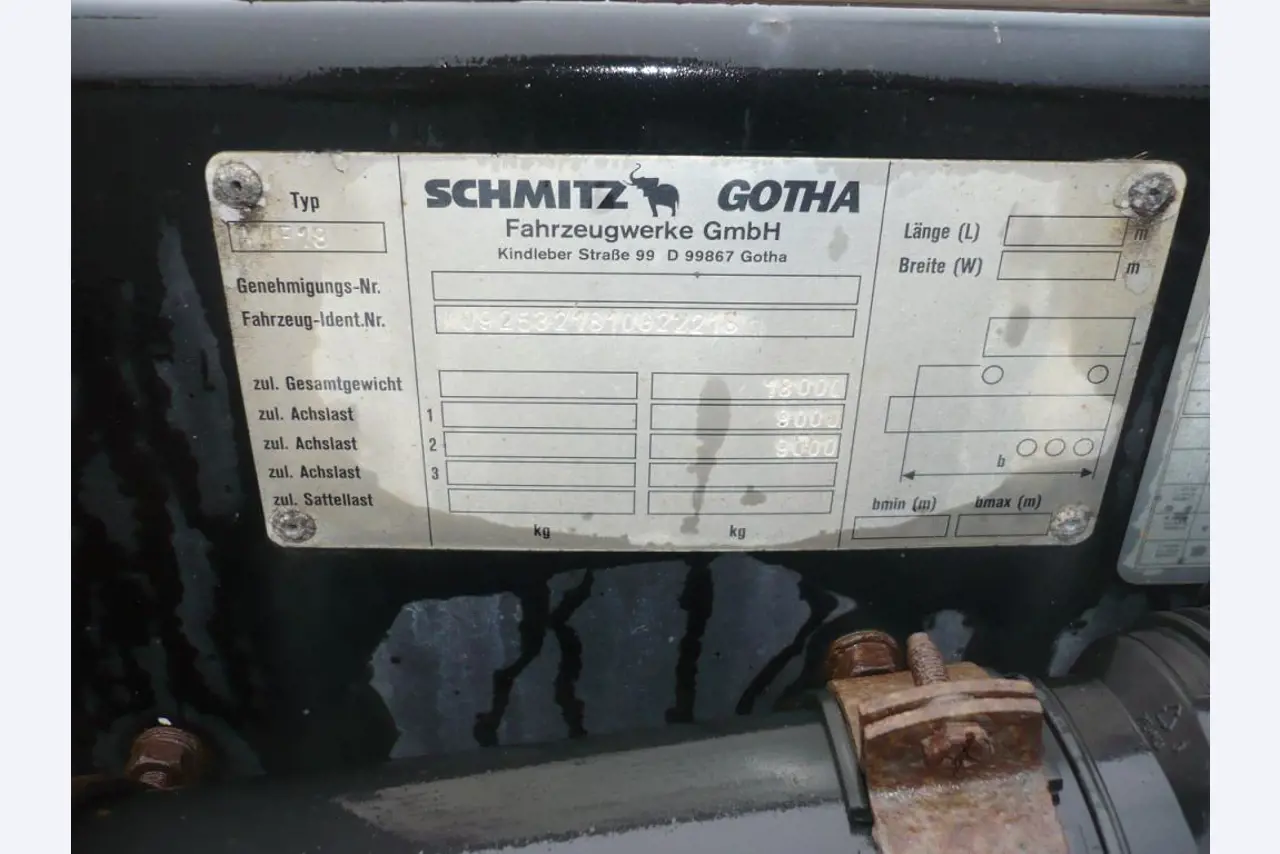 SCHMITZ GOTHA
Fahrzeugwerke GmbH
Kindleber Straße 99 D 99867 Gotha
Typ
Genehmigungs-Nr.
Fahrzeug-Ident.Nr.
zul. Gesamtgewicht 18000
zul. Achslast 1 9000
zul. Achslast 2 9000
zul. Achslast 3
zul. Sattellast
kg kg
Länge (L) m
Breite (W) m
b
bmin (m) bmax (m)